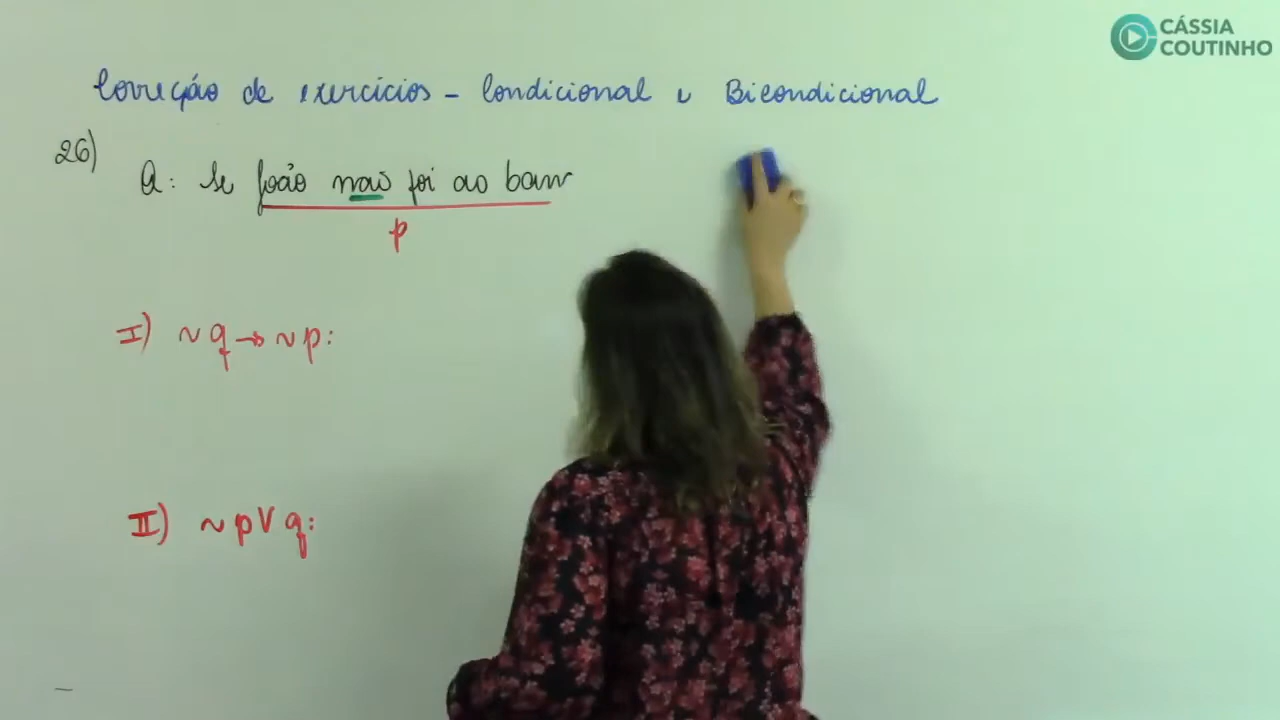 CÁSSIA
COUTINHO
Correção de exercícios - Condicional e Bicondicional
26)
A: Se João não foi ao ban
p
I) ~q → ~p:
II) ~p V q: